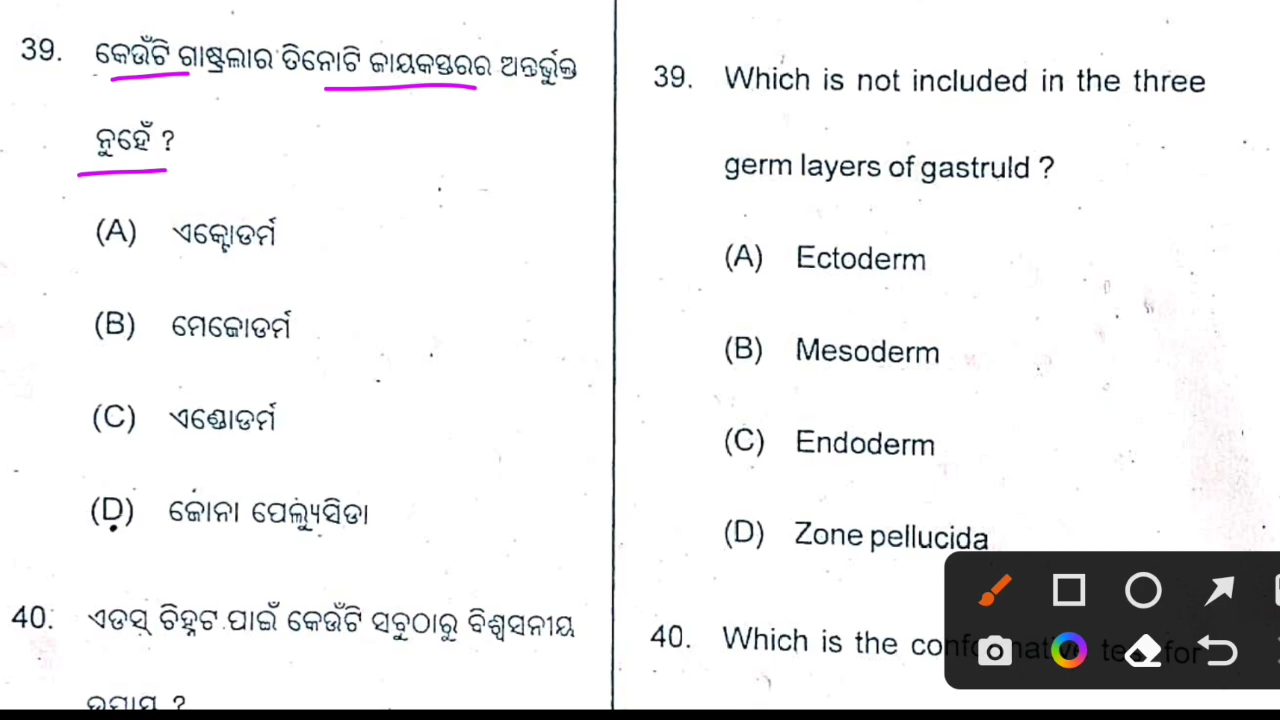 39. କେଉଁଟି ଗାଷ୍ଟ୍ରୁଲାର ତିନୋଟି ଜାୟକସ୍ତରର ଅନ୍ତର୍ଭୁକ୍ତ
ନୁହେଁ ?
(A) ଏକ୍ଟୋଡର୍ମ
(B) ମେଜୋଡର୍ମ
(C) ଏଣ୍ଡୋଡର୍ମ
(D) ଜୋନା ପେଲ୍ୟୁସିଡା
40. ଏଡସ୍ ଚିହ୍ନଟ ପାଇଁ କେଉଁଟି ସବୁଠାରୁ ବିଶ୍ୱସନୀୟ
39. Which is not included in the three
germ layers of gastruld ?
(A) Ectoderm
(B) Mesoderm
(C) Endoderm
(D) Zone pellucida
40. Which is the for